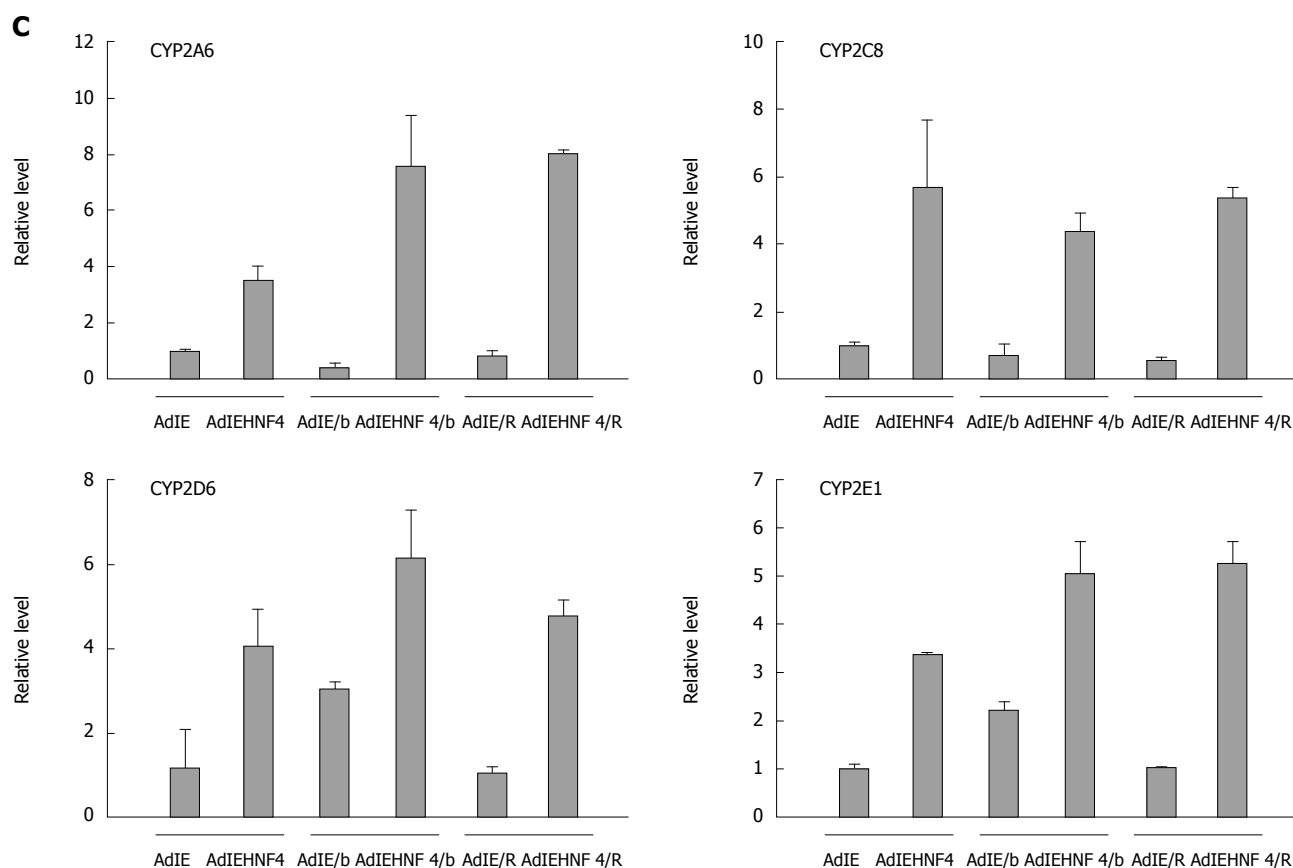 C
CYP2A6
12
10
8
6
4
2
0
Relative level
AdIE AdIEHNF4 AdIE/b AdIEHNF 4/b AdIE/R AdIEHNF 4/R
CYP2C8
10
8
6
4
2
0
Relative level
AdIE AdIEHNF4 AdIE/b AdIEHNF 4/b AdIE/R AdIEHNF 4/R
CYP2D6
8
6
4
2
0
Relative level
AdIE AdIEHNF4 AdIE/b AdIEHNF 4/b AdIE/R AdIEHNF 4/R
CYP2E1
7
6
5
4
3
2
1
0
Relative level
AdIE AdIEHNF4 AdIE/b AdIEHNF 4/b AdIE/R AdIEHNF 4/R